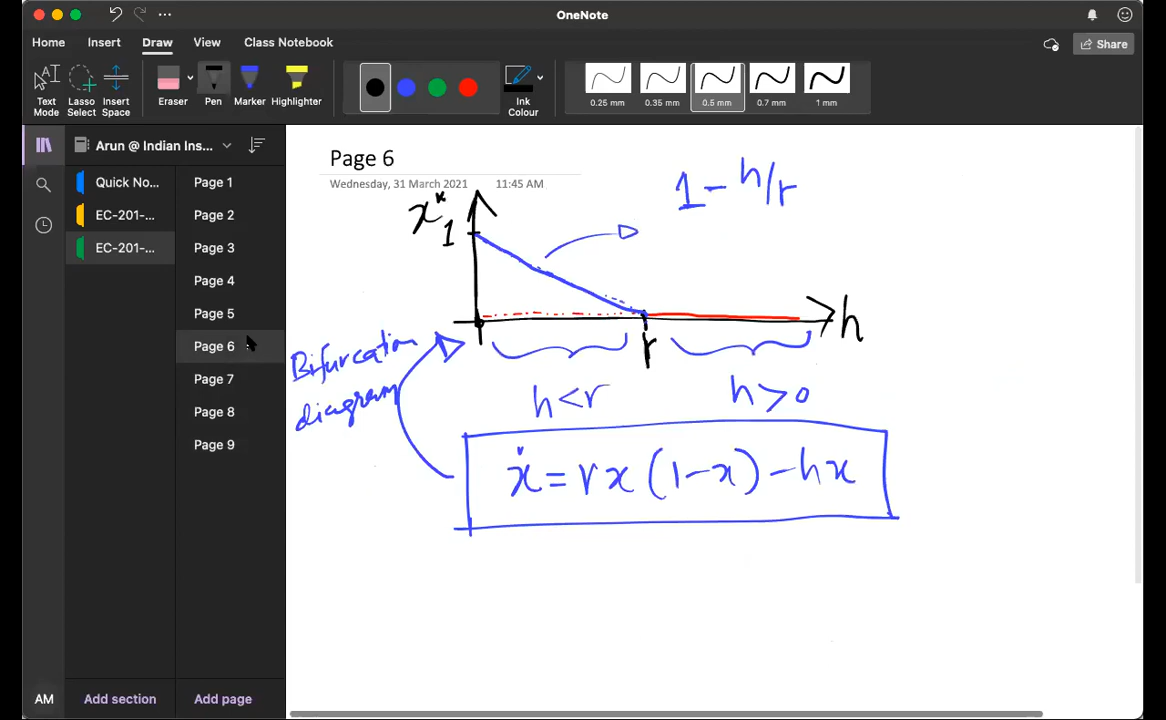 OneNote
Home Insert Draw View Class Notebook
Share
Text Mode
Lasso Select
Insert Space
Eraser
Pen
Marker
Highlighter
Ink Colour
0.25 mm
0.35 mm
0.5 mm
0.7 mm
1 mm
Arun @ Indian Ins...
Quick No...
EC-201-...
EC-201-...
Page 1
Page 2
Page 3
Page 4
Page 5
Page 6
Page 7
Page 8
Page 9
AM
Add section
Add page
Page 6
Wednesday, 31 March 2021 11:45 AM
1 - h/r
x*
1
r
h
Bifurcation
diagram
h < r
h > 0
ẋ = rx (1-x) - hx